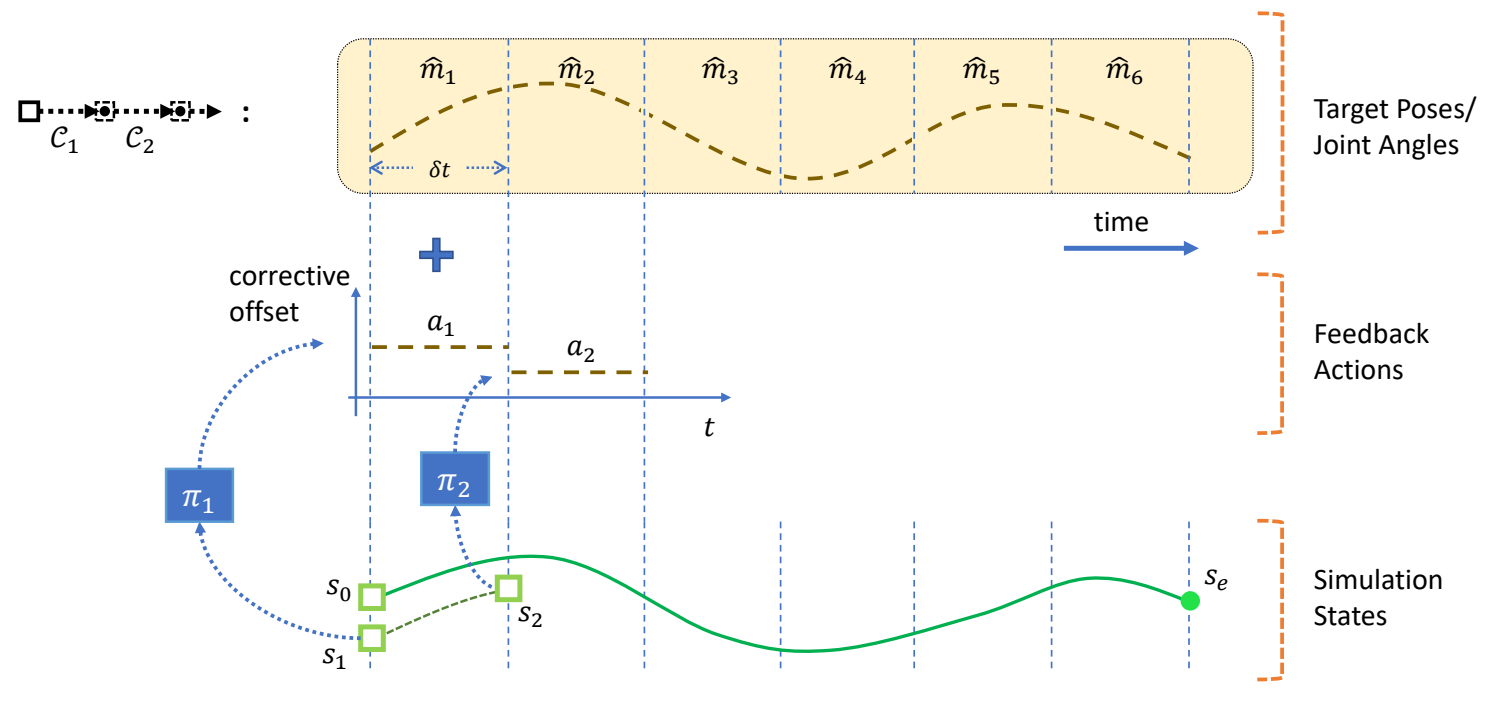 m̂₁ m̂₂ m̂₃ m̂₄ m̂₅ m̂₆
𝒞₁ 𝒞₂ :
δt
Target Poses/
Joint Angles
time
corrective
offset
a₁
a₂
t
Feedback
Actions
π₁
π₂
s₀
s₁
s₂
sₑ
Simulation
States